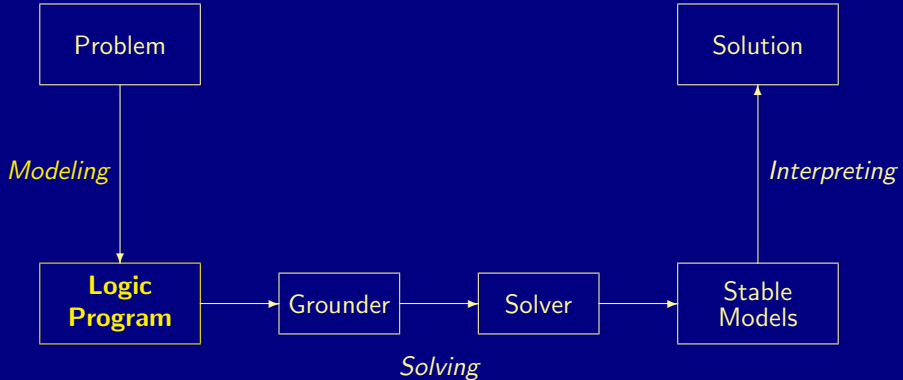 Problem
Solution
Modeling
Interpreting
Logic
Program
Grounder
Solver
Stable
Models
Solving